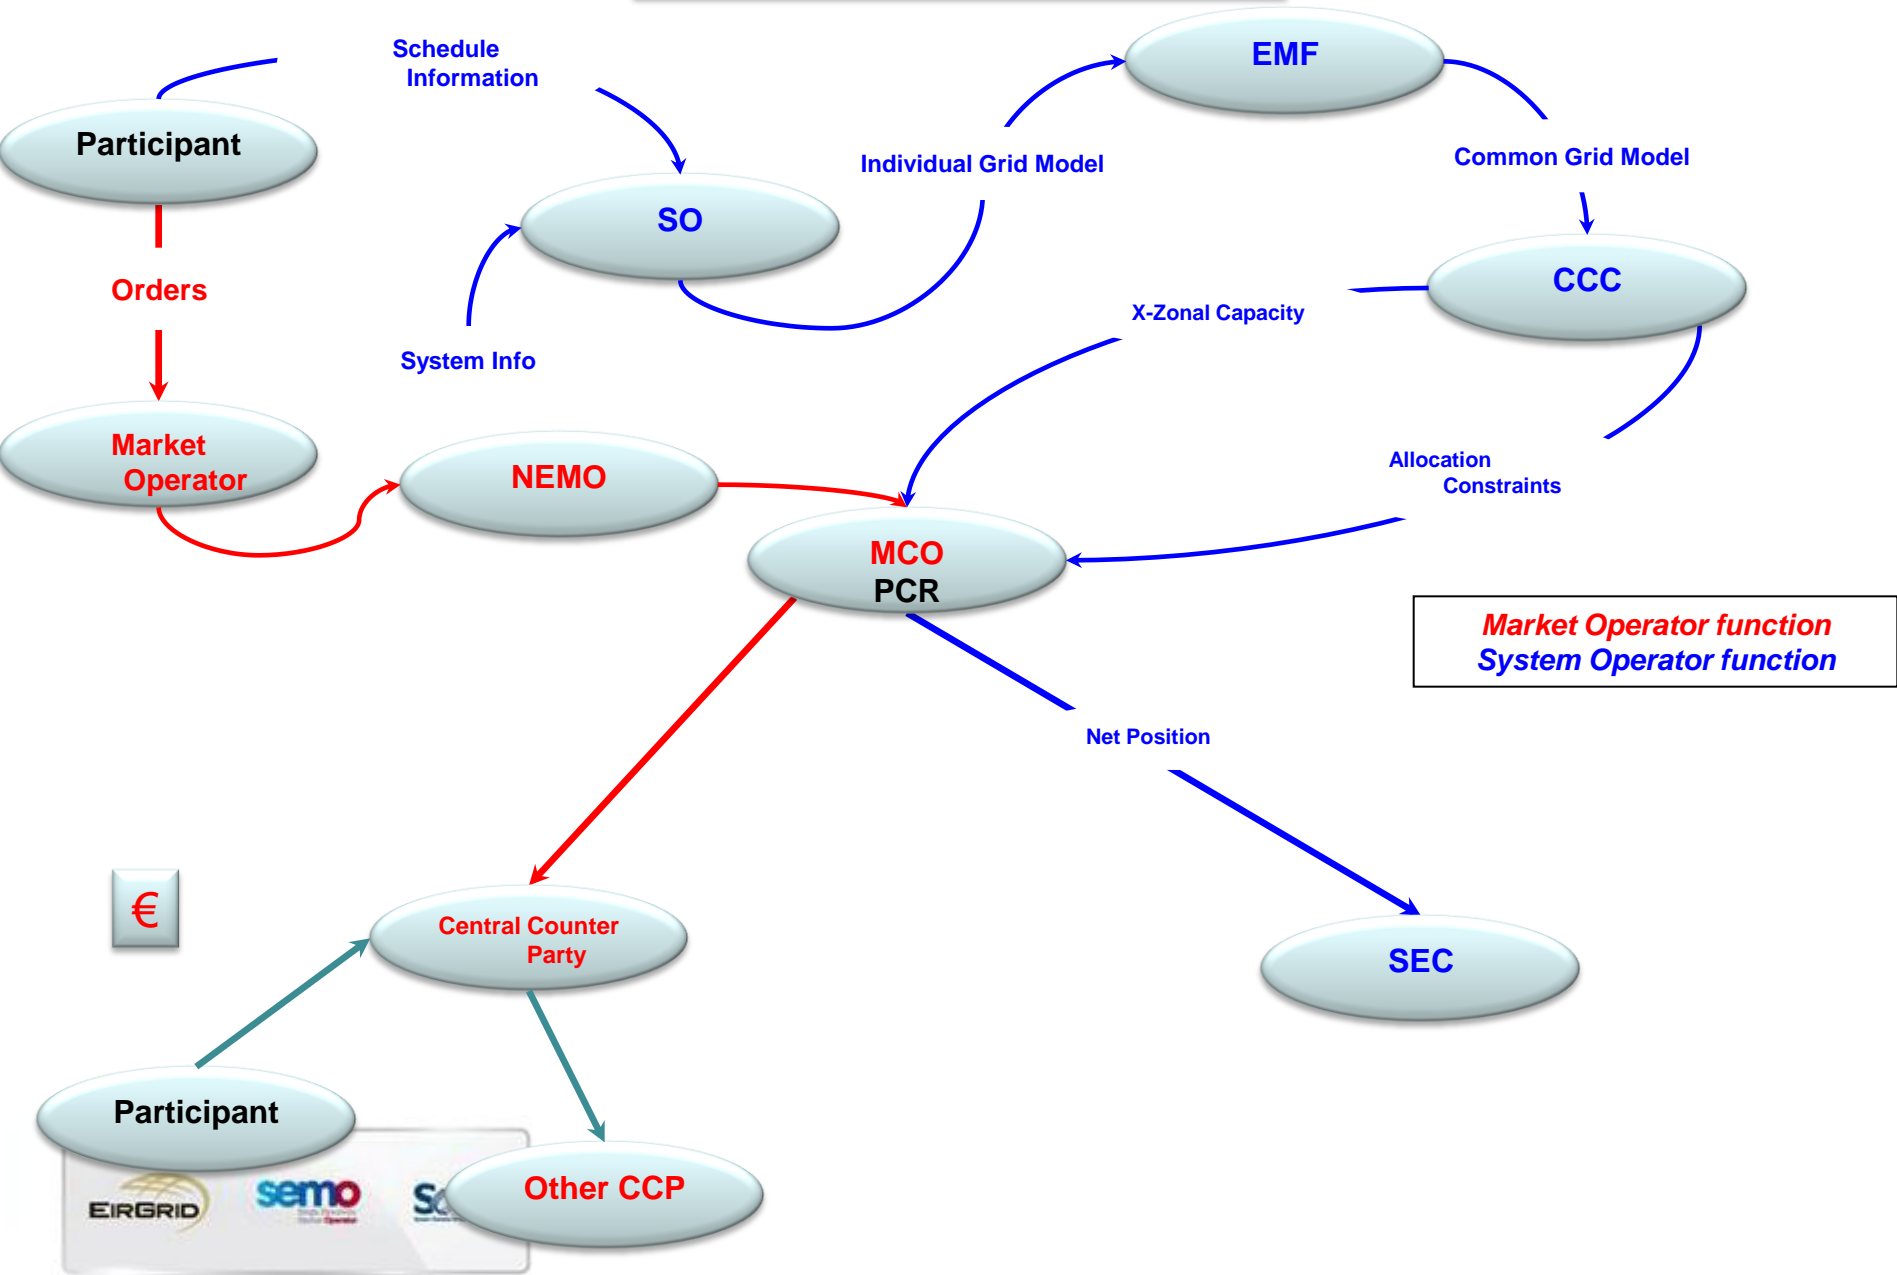 Schedule
Information
EMF
Participant
Individual Grid Model
Common Grid Model
SO
Orders
CCC
X-Zonal Capacity
System Info
Market
Operator
NEMO
Allocation
Constraints
MCO
PCR
Market Operator function
System Operator function
Net Position
€
Central Counter
Party
SEC
Participant
Other CCP
EIRGRID
semo